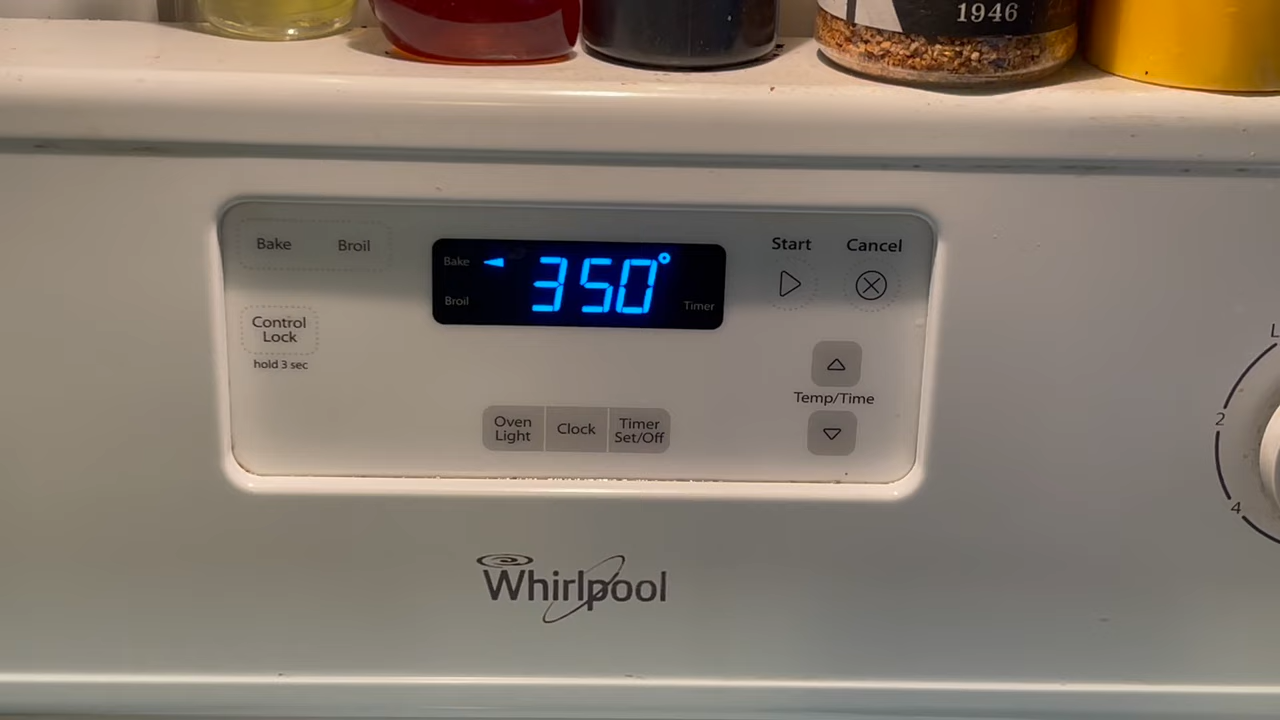 1946
Bake Broil
Control
Lock
hold 3 sec
Bake
350°
Broil
Timer
Start Cancel
Temp/Time
Oven
Light
Clock
Timer
Set/Off
L
2
4
Whirlpool